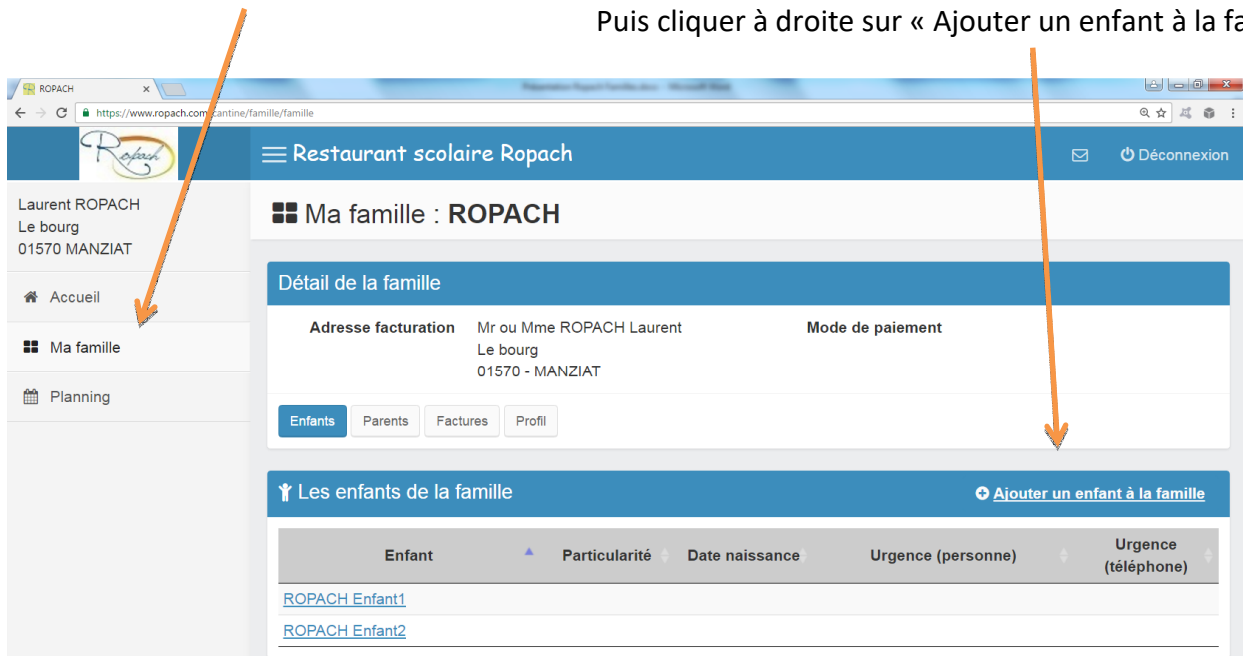 Puis cliquer à droite sur « Ajouter un enfant à la fa
ROPACH
https://www.ropach.com/cantine/famille/famille
Ropach
Restaurant scolaire Ropach
Déconnexion
Laurent ROPACH
Le bourg
01570 MANZIAT
Ma famille : ROPACH
Accueil
Ma famille
Planning
Détail de la famille
Adresse facturation Mr ou Mme ROPACH Laurent Mode de paiement
Le bourg
01570 - MANZIAT
Enfants Parents Factures Profil
Les enfants de la famille Ajouter un enfant à la famille
Enfant Particularité Date naissance Urgence (personne) Urgence (téléphone)
ROPACH Enfant1
ROPACH Enfant2